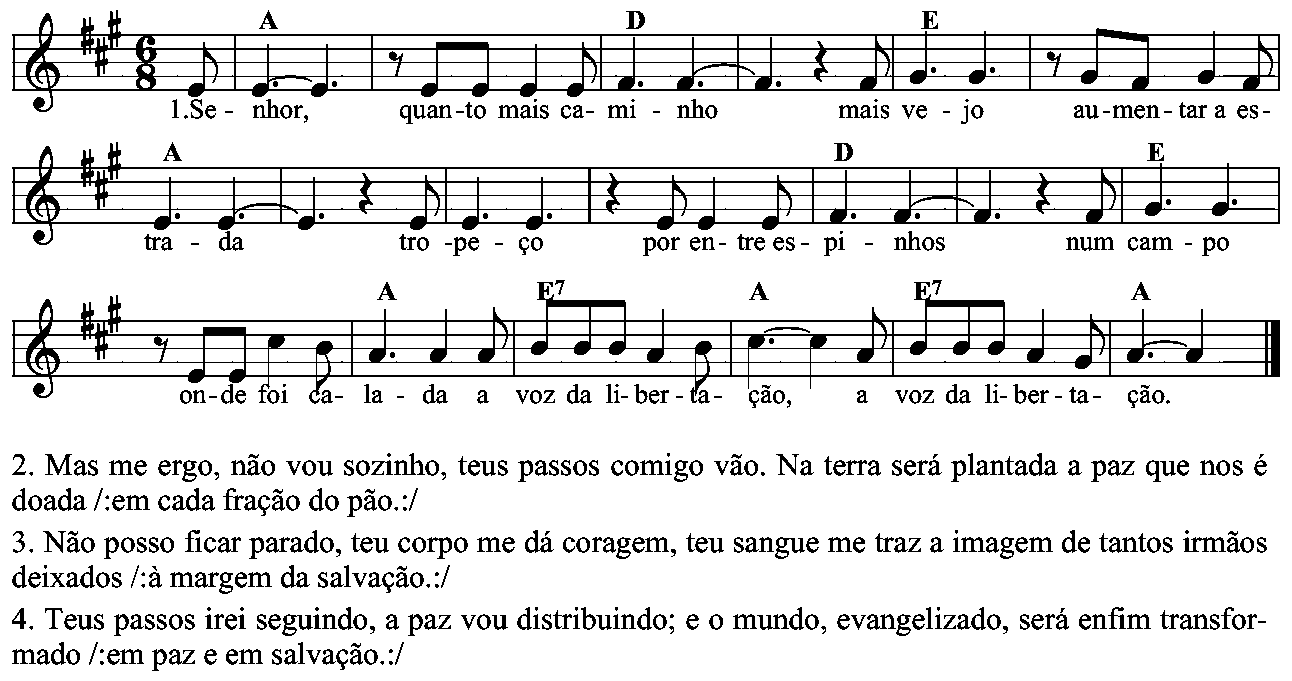 A D E
6
8
1.Se - nhor, quan-to mais ca-mi - nho mais ve - jo au-men-tar a es-
A D E
tra - da tro-pe-ço por en-tre es-pi - nhos num cam - po
A E7 A E7 A
on-de foi ca-la - da a voz da li-ber-ta-ção, a voz da li-ber-ta-ção.
2. Mas me ergo, não vou sozinho, teus passos comigo vão. Na terra será plantada a paz que nos é
doada /:em cada fração do pão.:/
3. Não posso ficar parado, teu corpo me dá coragem, teu sangue me traz a imagem de tantos irmãos
deixados /:à margem da salvação.:/
4. Teus passos irei seguindo, a paz vou distribuindo; e o mundo, evangelizado, será enfim transfor-
mado /:em paz e em salvação.:/